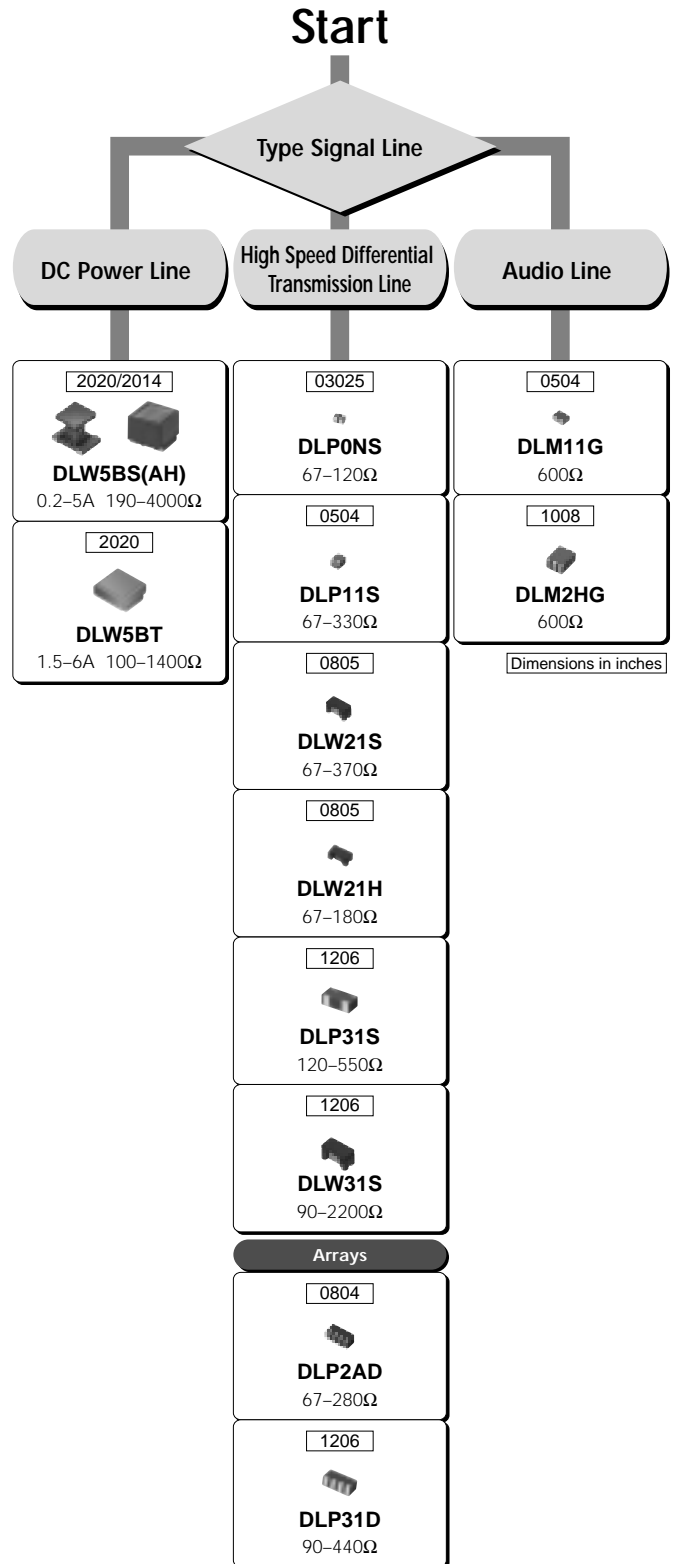 Start
Type Signal Line
DC Power Line
High Speed Differential
Transmission Line
Audio Line
2020/2014
DLW5BS(AH)
0.2–5A 190–4000Ω
2020
DLW5BT
1.5–6A 100–1400Ω
03025
DLP0NS
67–120Ω
0504
DLP11S
67–330Ω
0805
DLW21S
67–370Ω
0805
DLW21H
67–180Ω
1206
DLP31S
120–550Ω
1206
DLW31S
90–2200Ω
Arrays
0804
DLP2AD
67–280Ω
1206
DLP31D
90–440Ω
0504
DLM11G
600Ω
1008
DLM2HG
600Ω
Dimensions in inches